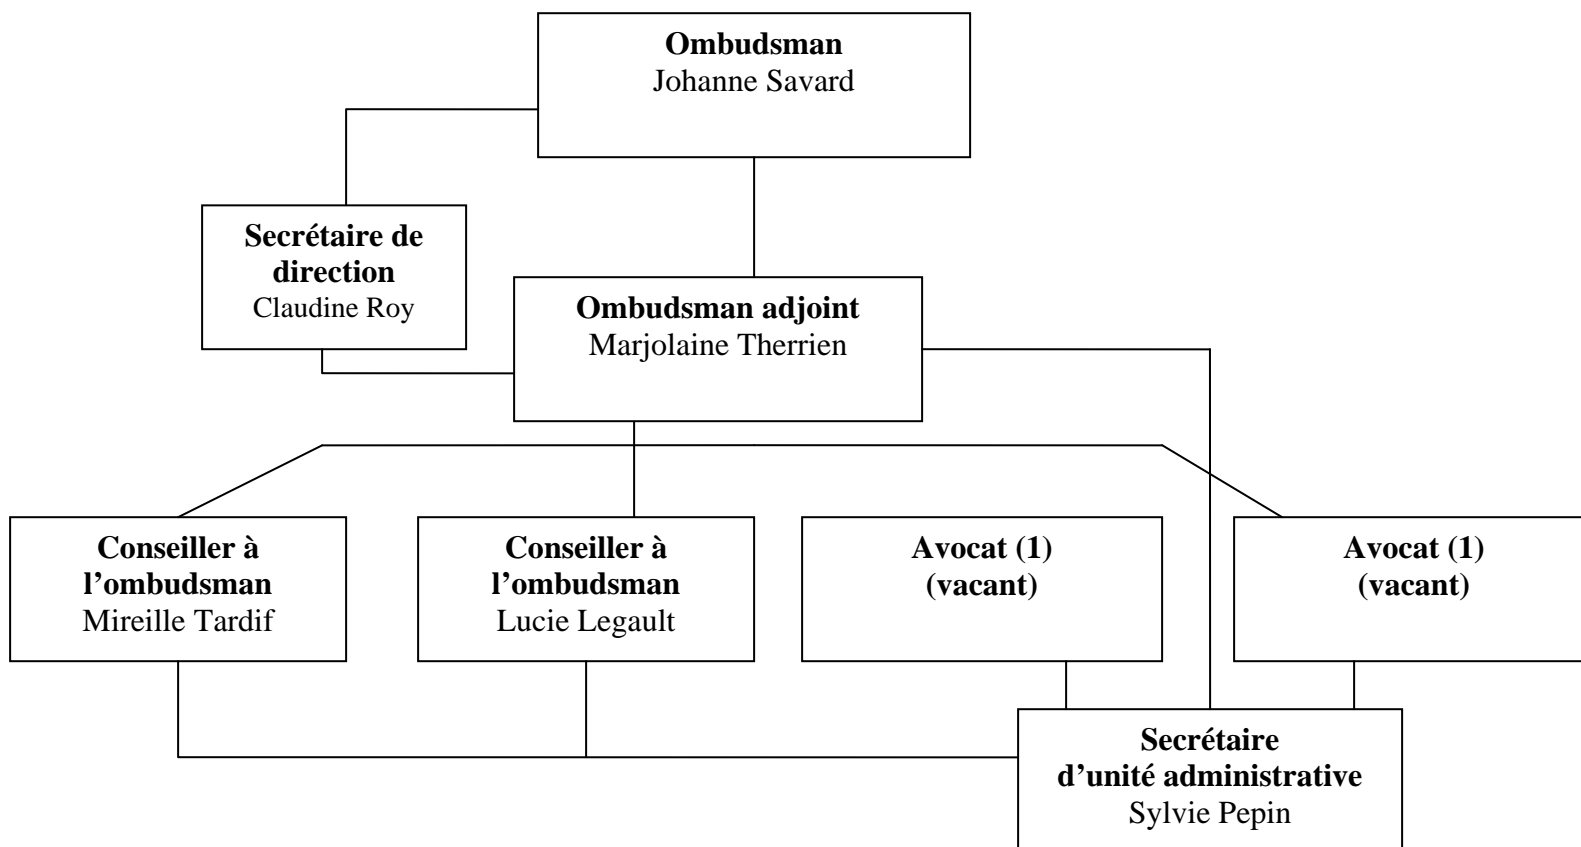 Ombudsman
Johanne Savard
Secrétaire de
direction
Claudine Roy
Ombudsman adjoint
Marjolaine Therrien
Conseiller à
l’ombudsman
Mireille Tardif
Conseiller à
l’ombudsman
Lucie Legault
Avocat (1)
(vacant)
Avocat (1)
(vacant)
Secrétaire
d’unité administrative
Sylvie Pepin